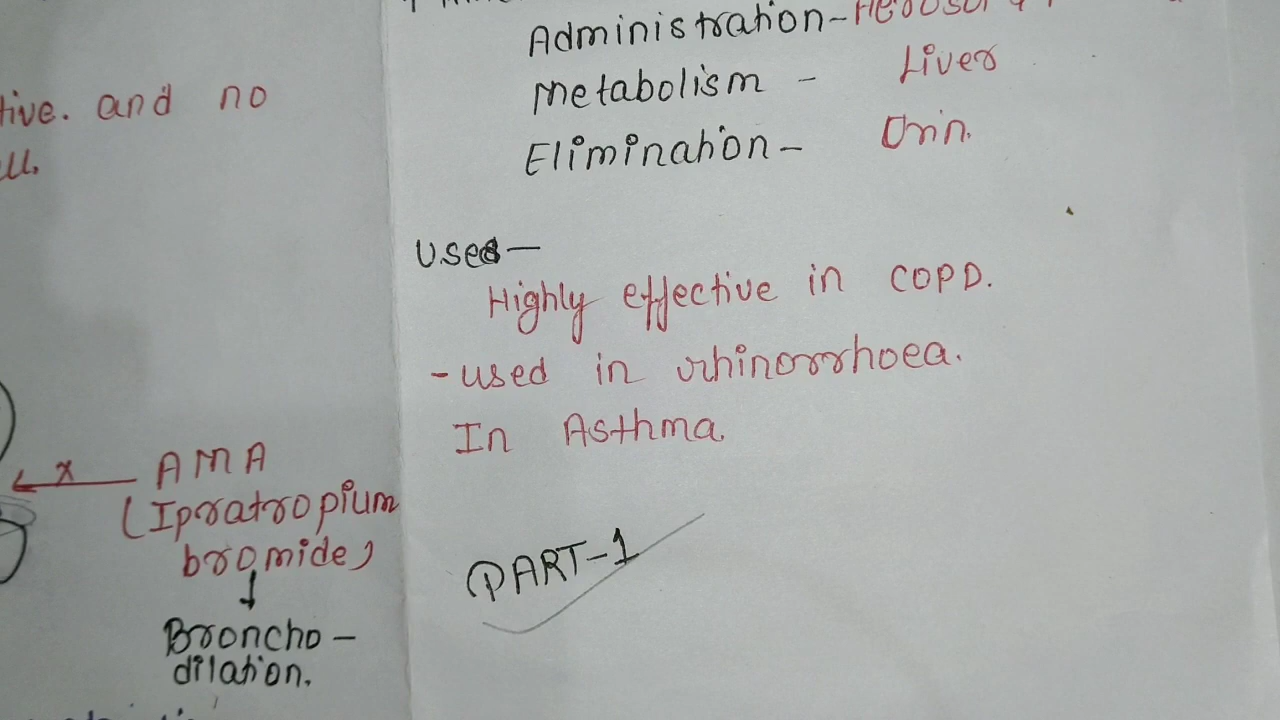 tive. and no
AMA
x
(Ipratropium
bromide)
Broncho-
dilation.
Administration-
Metabolism - Liver
Elimination- Urin.
Uses-
Highly effective in COPD.
-used in rhinorrhoea.
In Asthma.
PART-1